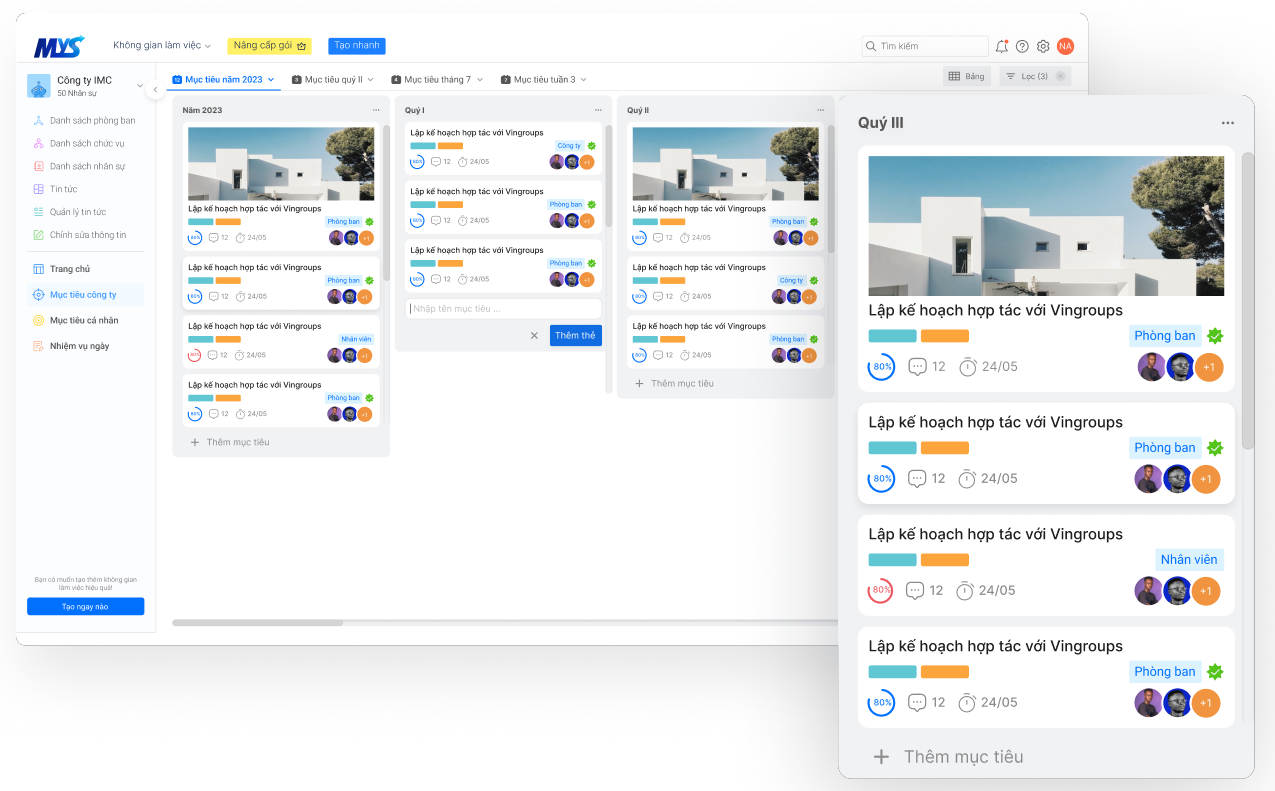 MYS
Không gian làm việc
Nâng cấp gói
Tạo nhanh
Tìm kiếm
NA
Công ty IMC
50 Nhân sự
Danh sách phòng ban
Danh sách chức vụ
Danh sách nhân sự
Tin tức
Quản lý tin tức
Chỉnh sửa thông tin
Trang chủ
Mục tiêu công ty
Mục tiêu cá nhân
Nhiệm vụ ngày
Bạn có muốn tạo thêm không gian
làm việc hiệu quả!
Tạo ngay nào
12 Mục tiêu năm 2023
3 Mục tiêu quý II
4 Mục tiêu tháng 7
7 Mục tiêu tuần 3
Bảng
Lọc (3)
Năm 2023
Lập kế hoạch hợp tác với Vingroups
Phòng ban
80% 12 24/05 +1
Lập kế hoạch hợp tác với Vingroups
Phòng ban
80% 12 24/05 +1
Lập kế hoạch hợp tác với Vingroups
Nhân viên
80% 12 24/05 +1
Lập kế hoạch hợp tác với Vingroups
Phòng ban
80% 12 24/05 +1
Thêm mục tiêu
Quý I
Lập kế hoạch hợp tác với Vingroups
Công ty
80% 12 24/05 +1
Lập kế hoạch hợp tác với Vingroups
Phòng ban
80% 12 24/05 +1
Lập kế hoạch hợp tác với Vingroups
Phòng ban
80% 12 24/05 +1
Nhập tên mục tiêu ...
Thêm thẻ
Quý II
Lập kế hoạch hợp tác với Vingroups
Phòng ban
80% 12 24/05 +1
Lập kế hoạch hợp tác với Vingroups
Công ty
80% 12 24/05 +1
Lập kế hoạch hợp tác với Vingroups
Phòng ban
80% 12 24/05 +1
Thêm mục tiêu
Quý III
Lập kế hoạch hợp tác với Vingroups
Phòng ban
80% 12 24/05 +1
Lập kế hoạch hợp tác với Vingroups
Phòng ban
80% 12 24/05 +1
Lập kế hoạch hợp tác với Vingroups
Nhân viên
80% 12 24/05 +1
Lập kế hoạch hợp tác với Vingroups
Phòng ban
80% 12 24/05 +1
Thêm mục tiêu